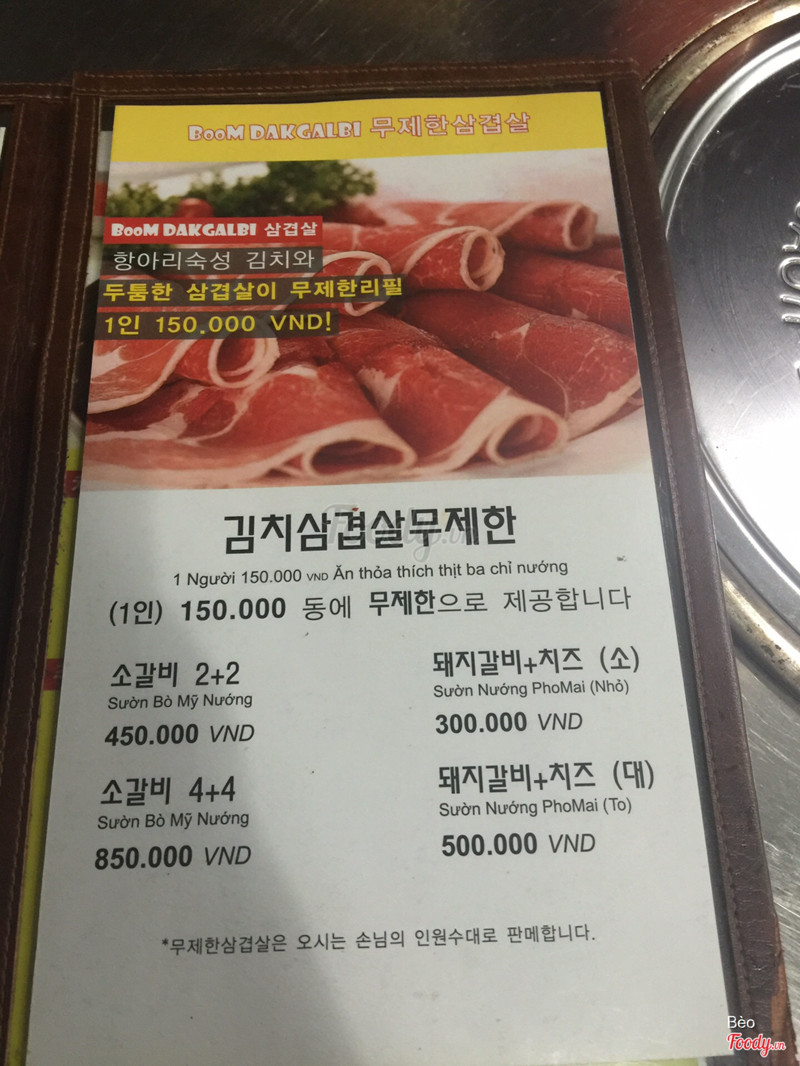 BooM DAKGALBI 무제한삼겹살
BooM DAKGALBI 삼겹살
항아리숙성 김치와
두툼한 삼겹살이 무제한리필
1인 150.000 VND!
김치삼겹살무제한
1 Người 150.000 VND Ăn thỏa thích thịt ba chỉ nướng
(1인) 150.000 동에 무제한으로 제공합니다
소갈비 2+2
Sườn Bò Mỹ Nướng
450.000 VND
돼지갈비+치즈 (소)
Sườn Nướng PhoMai (Nhỏ)
300.000 VND
소갈비 4+4
Sườn Bò Mỹ Nướng
850.000 VND
돼지갈비+치즈 (대)
Sườn Nướng PhoMai (To)
500.000 VND
*무제한삼겹살은 오시는 손님의 인원수대로 판메합니다.
Foody.vn
Bèo
Foody.vn